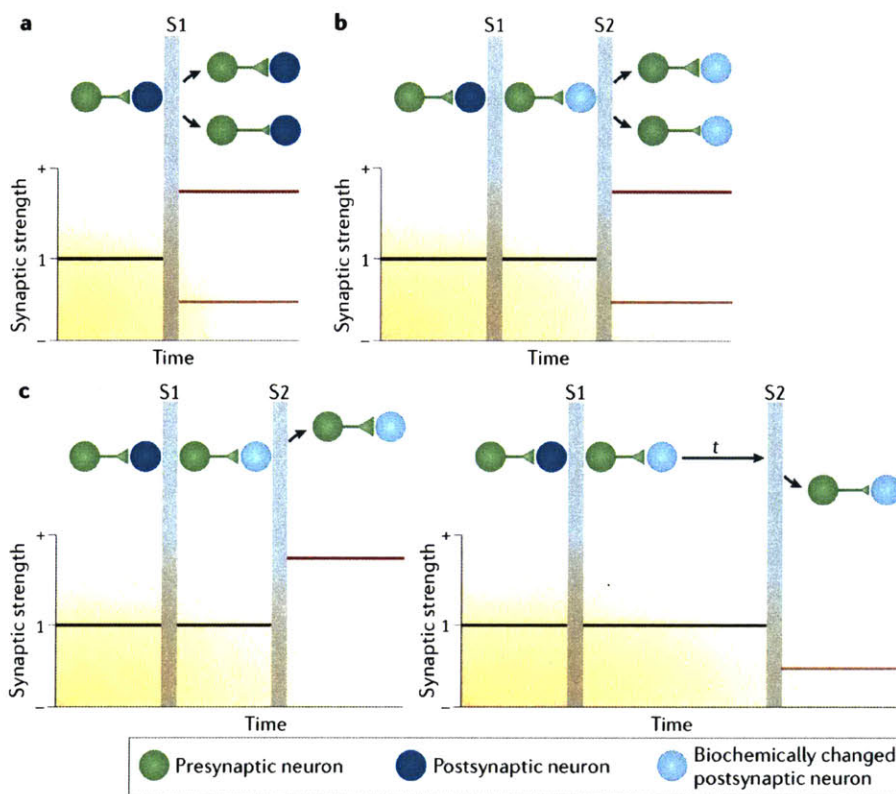 a
S1
Synaptic strength
+
1
−
Time
b
S1
S2
Synaptic strength
+
1
−
Time
c
S1
S2
Synaptic strength
+
1
−
Time
S1
S2
t
Synaptic strength
+
1
−
Time
Presynaptic neuron
Postsynaptic neuron
Biochemically changed
postsynaptic neuron